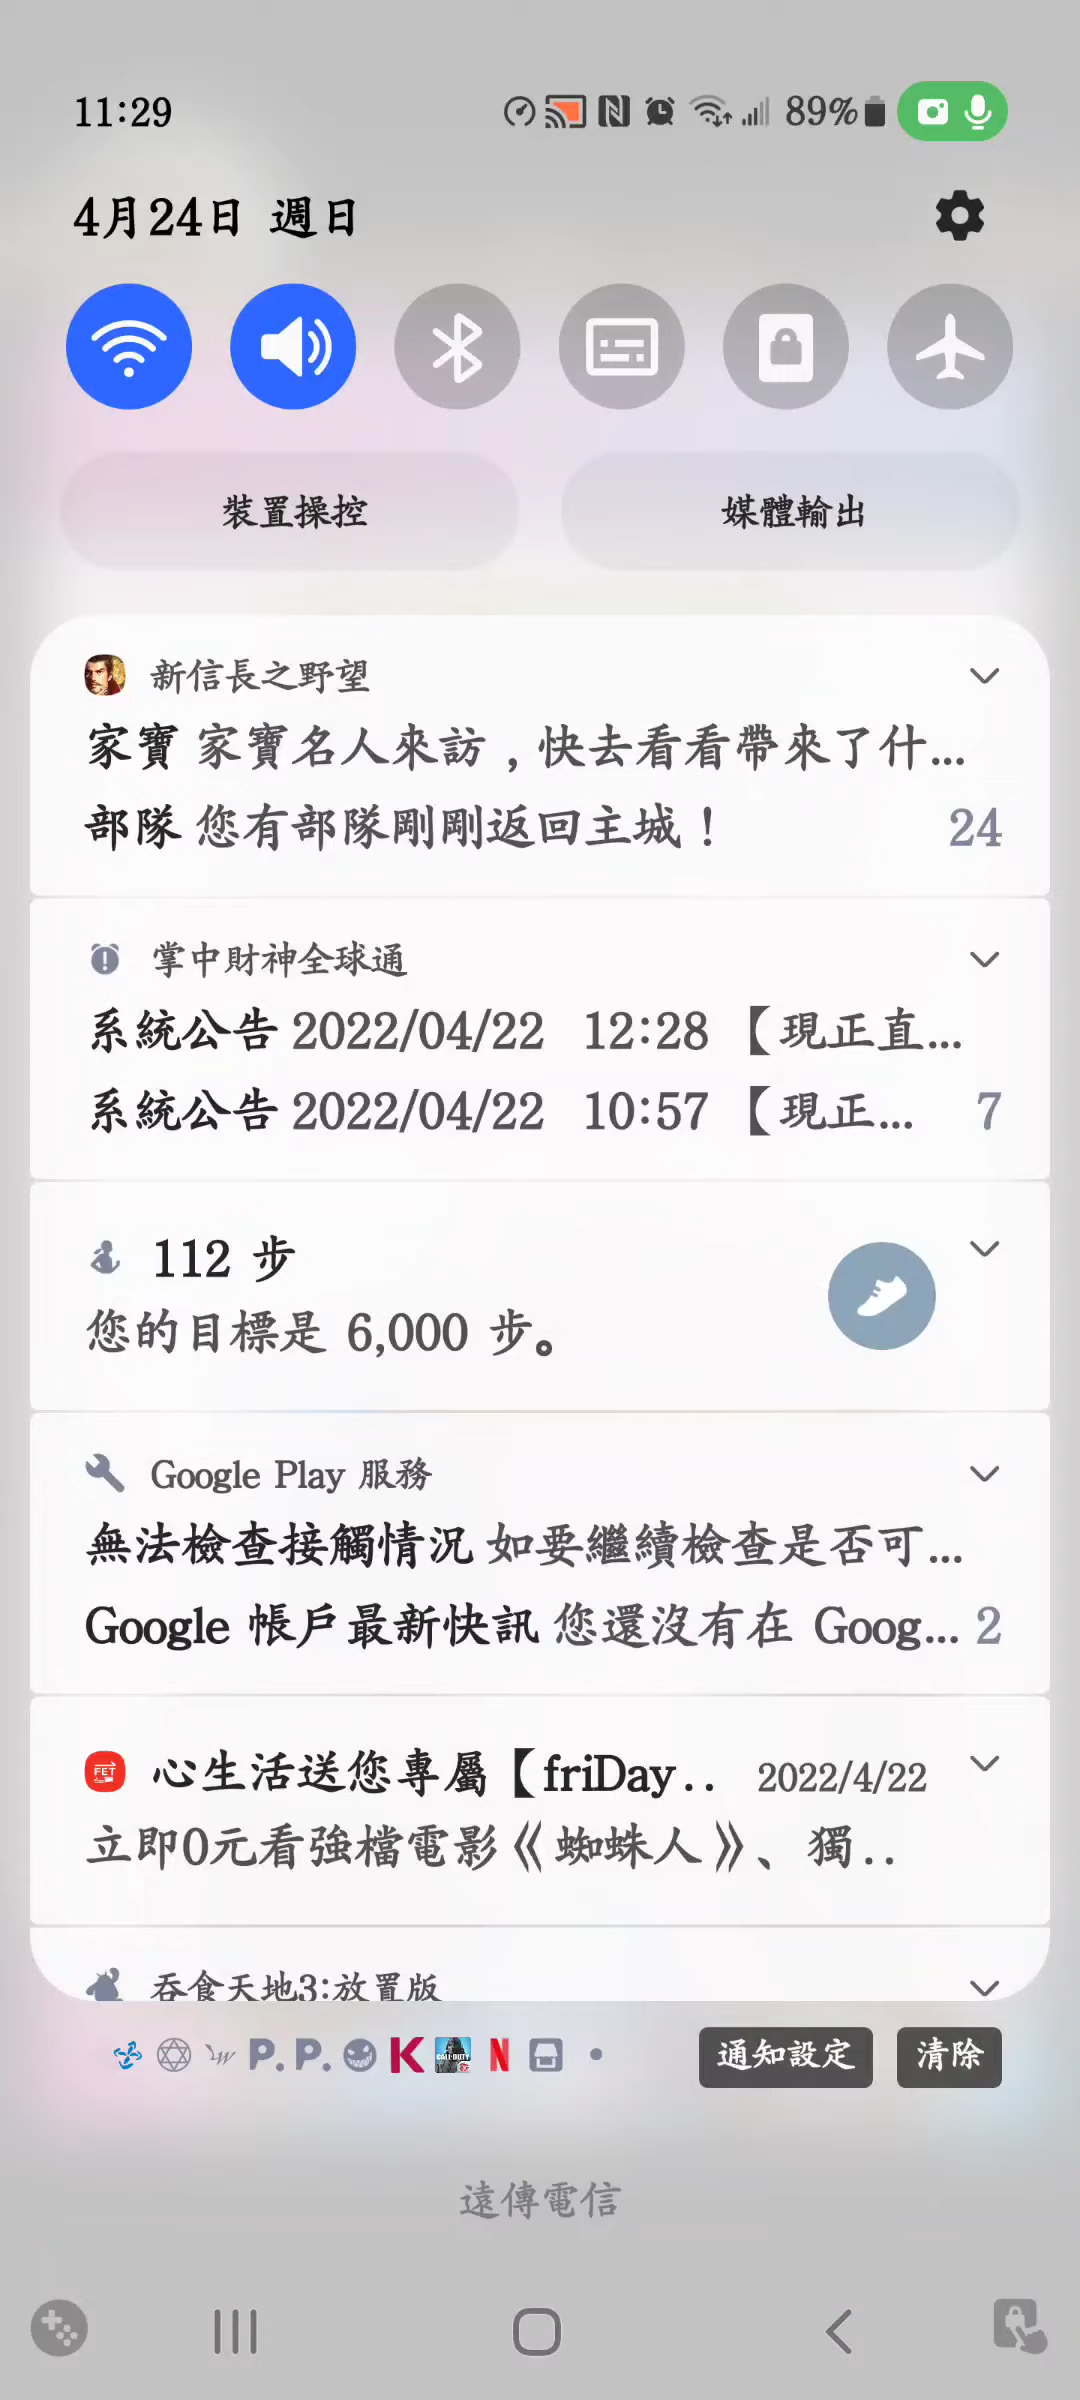 11:29
89%
4月24日 週日
裝置操控
媒體輸出
新信長之野望
家寶 家寶名人來訪，快去看看帶來了什...
部隊 您有部隊剛剛返回主城！ 24
掌中財神全球通
系統公告 2022/04/22 12:28 【現正直...
系統公告 2022/04/22 10:57 【現正... 7
112 步
您的目標是 6,000 步。
Google Play 服務
無法檢查接觸情況 如要繼續檢查是否可...
Google 帳戶最新快訊 您還沒有在 Goog... 2
FET
心生活送您專屬【friDay.. 2022/4/22
立即0元看強檔電影《蜘蛛人》、獨..
吞食天地3:放置版
P. P. K CALL·DUTY N
通知設定
清除
遠傳電信